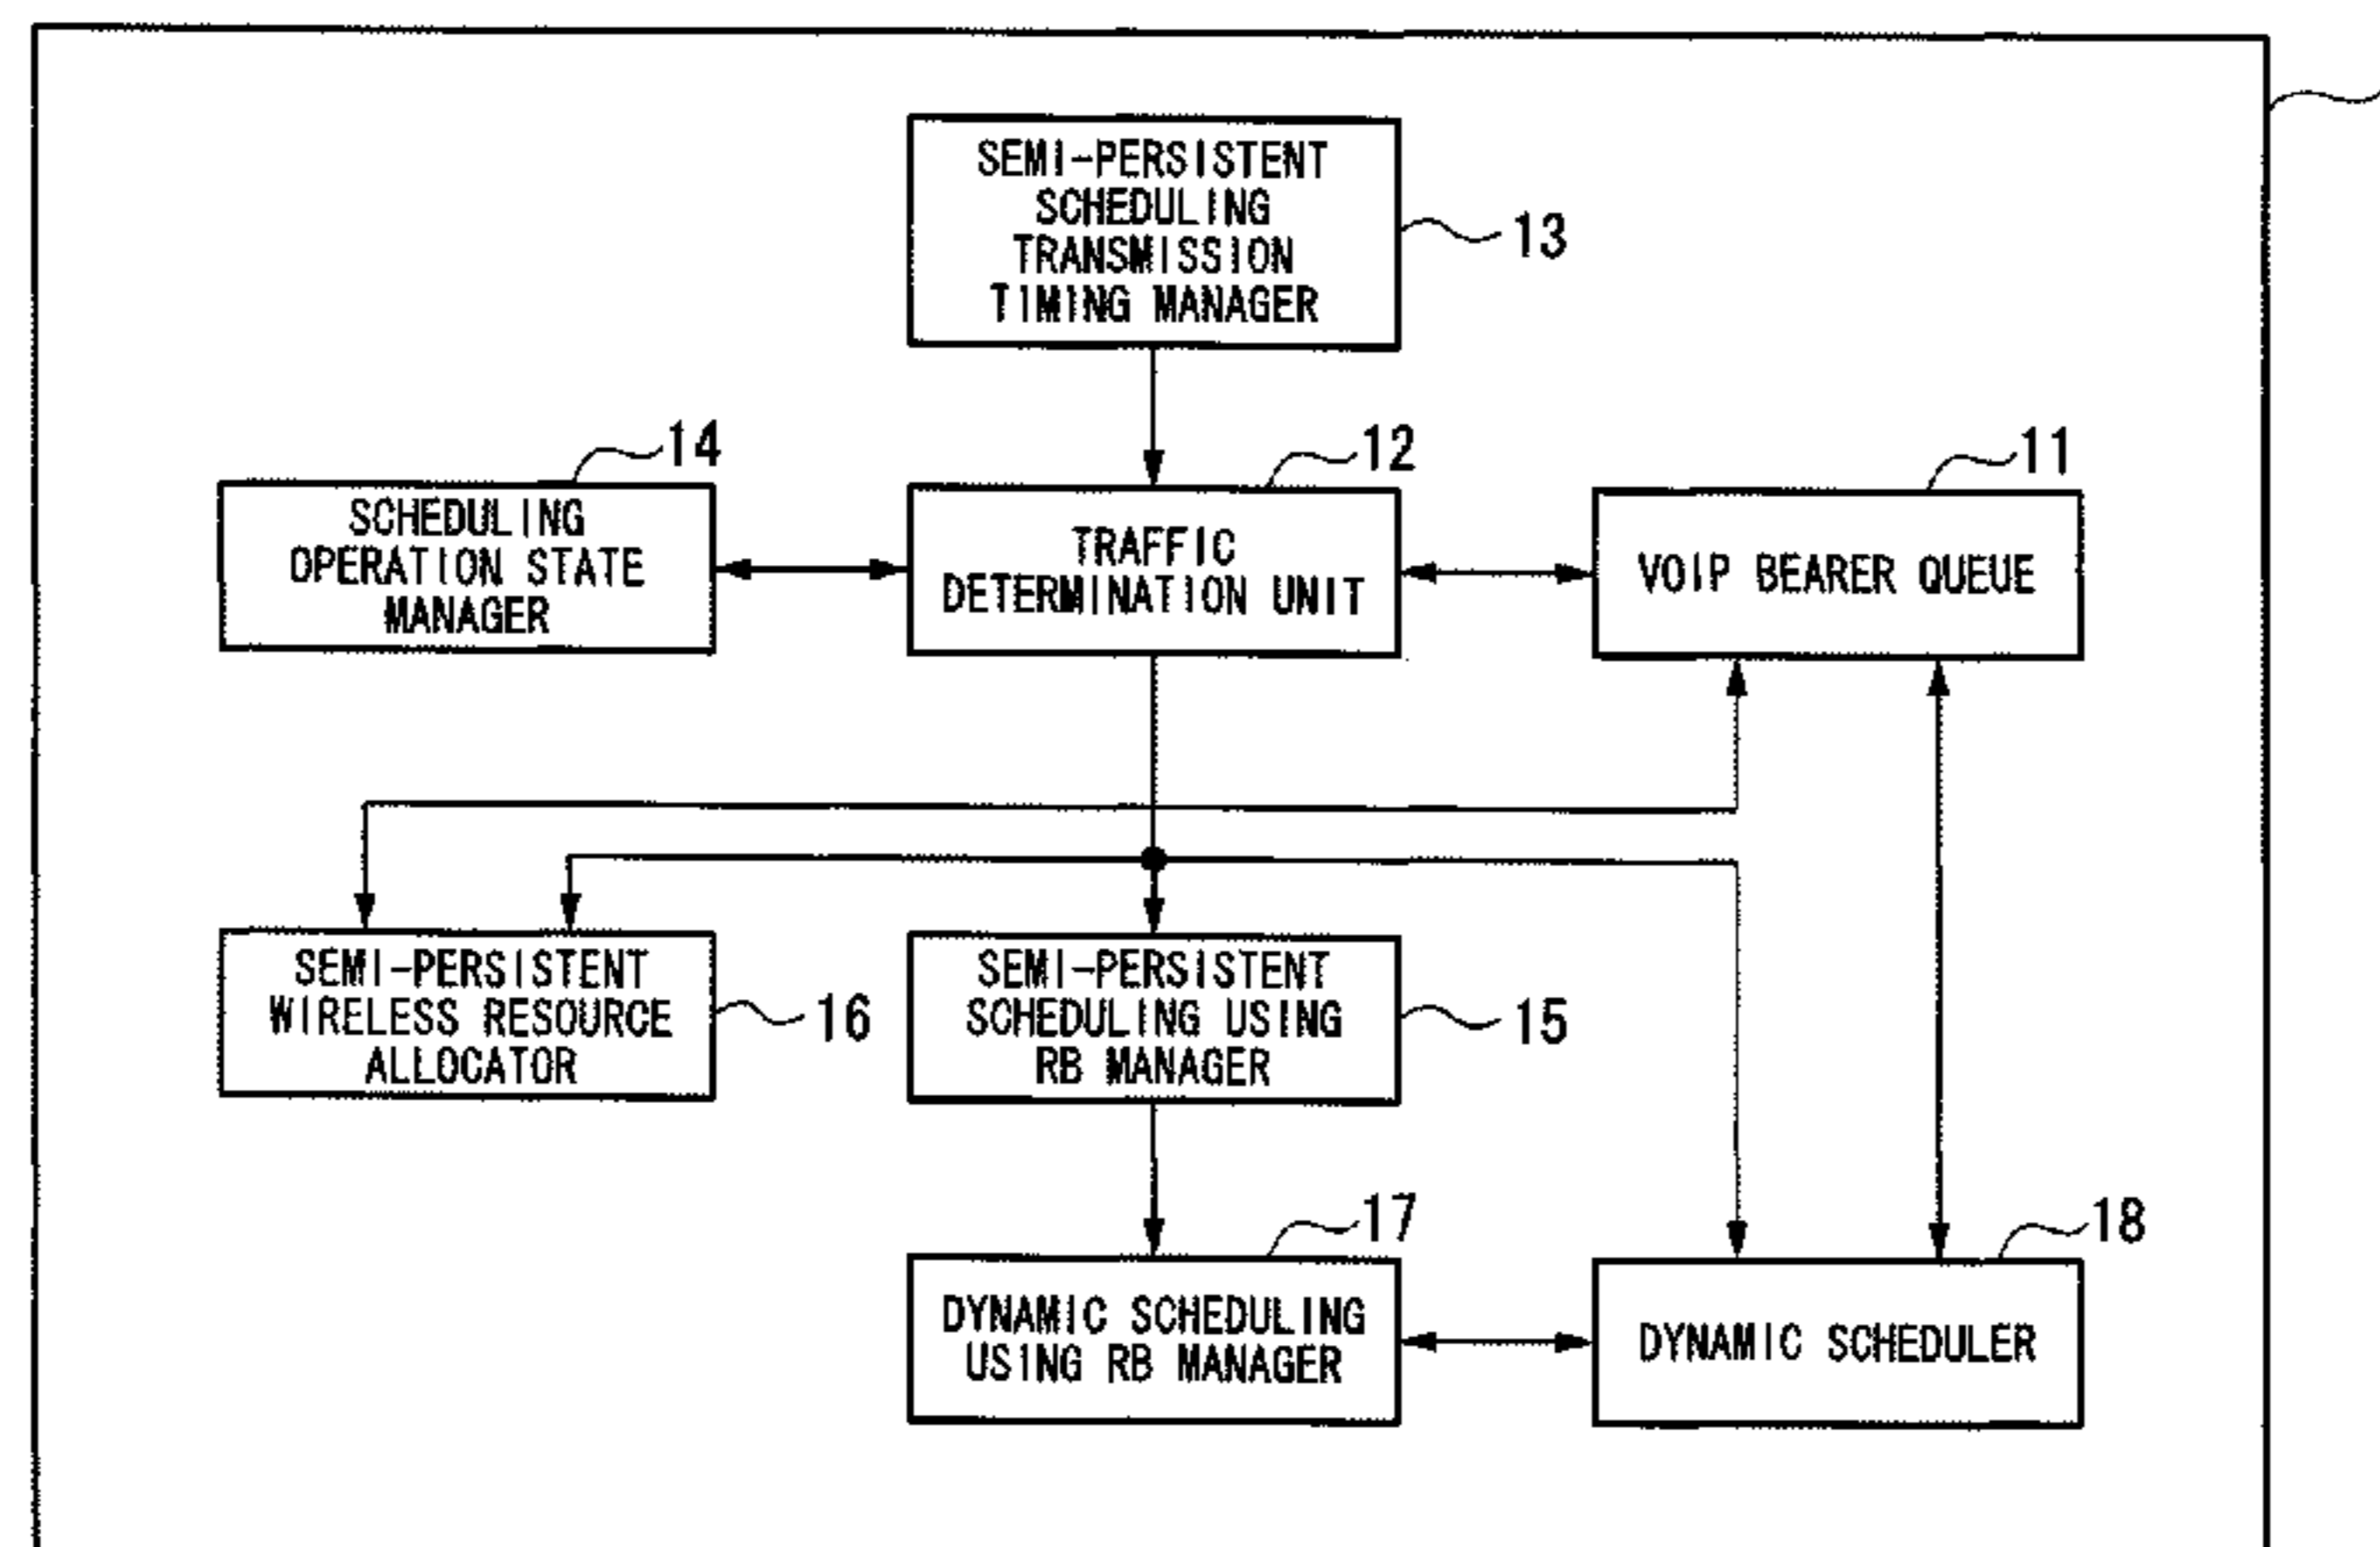 SEMI-PERSISTENT
SCHEDULING
TRANSMISSION
TIMING MANAGER
13
14
12
11
SCHEDULING
OPERATION STATE
MANAGER
TRAFFIC
DETERMINATION UNIT
VOIP BEARER QUEUE
SEMI-PERSISTENT
WIRELESS RESOURCE
ALLOCATOR
16
SEMI-PERSISTENT
SCHEDULING USING
RB MANAGER
15
17
18
DYNAMIC SCHEDULING
USING RB MANAGER
DYNAMIC SCHEDULER